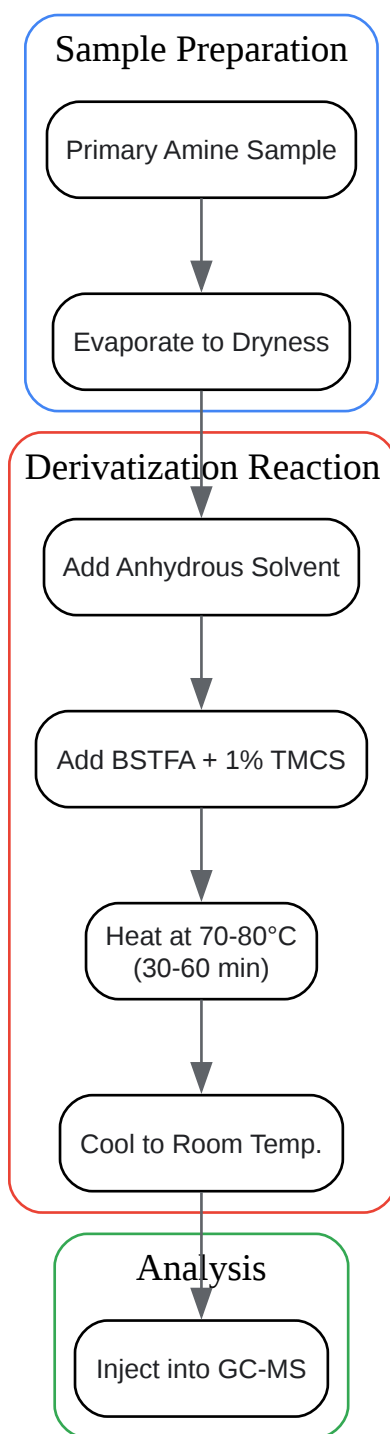 Sample Preparation
Primary Amine Sample
Evaporate to Dryness
Derivatization Reaction
Add Anhydrous Solvent
Add BSTFA + 1% TMCS
Heat at 70-80°C
(30-60 min)
Cool to Room Temp.
Analysis
Inject into GC-MS